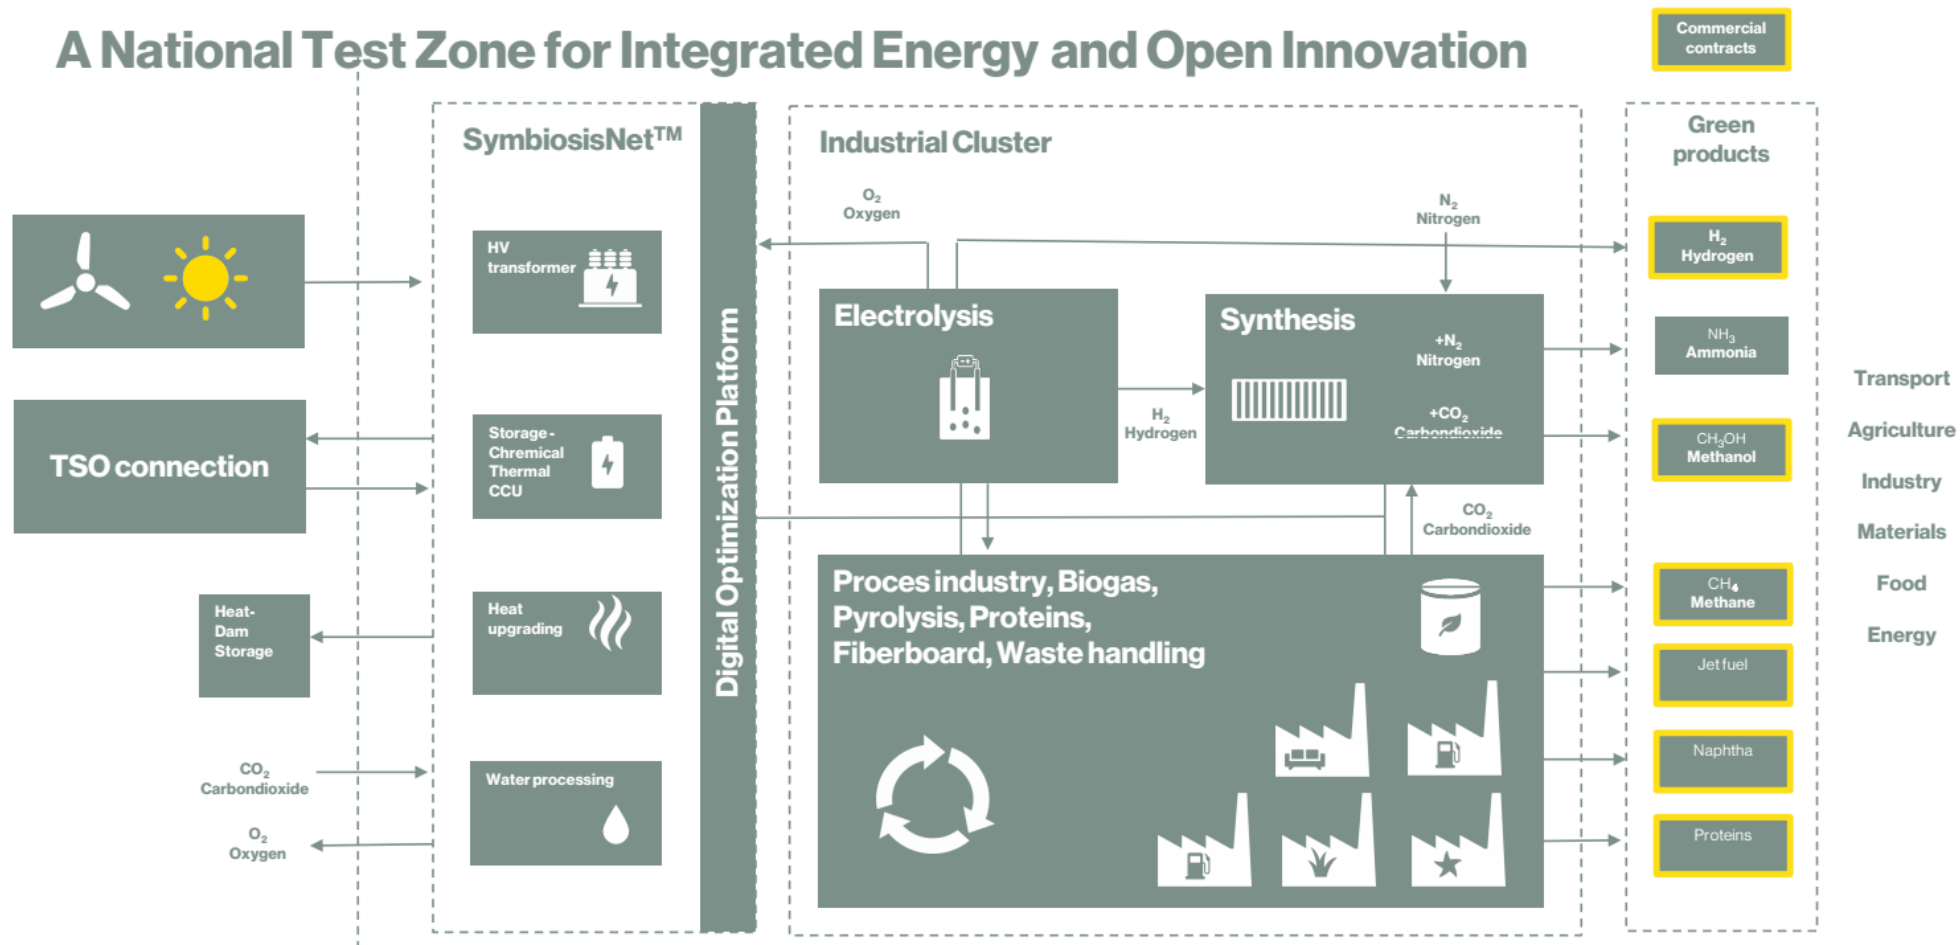 A National Test Zone for Integrated Energy and Open Innovation
Commercial
contracts
SymbiosisNet™
HV
transformer
Storage -
Chremical
Thermal
CCU
Heat
upgrading
Water processing
Digital Optimization Platform
TSO connection
Heat-
Dam
Storage
CO₂
Carbondioxide
O₂
Oxygen
Industrial Cluster
O₂
Oxygen
N₂
Nitrogen
Electrolysis
H₂
Hydrogen
Synthesis
+N₂
Nitrogen
+CO₂
Carbondioxide
CO₂
Carbondioxide
Proces industry, Biogas,
Pyrolysis, Proteins,
Fiberboard, Waste handling
Green
products
H₂
Hydrogen
NH₃
Ammonia
CH₃OH
Methanol
CH₄
Methane
Jet fuel
Naphtha
Proteins
Transport
Agriculture
Industry
Materials
Food
Energy